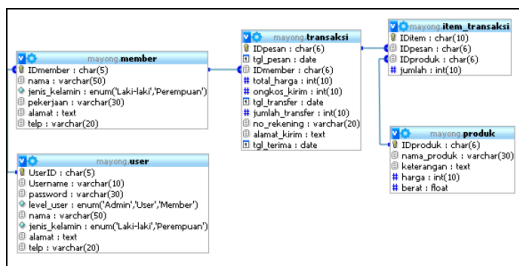 mayong.member
IDmember : char(5)
nama : varchar(50)
jenis_kelamin : enum('Laki-laki','Perempuan')
pekerjaan : varchar(30)
alamat : text
telp : varchar(20)
mayong.user
UserID : char(5)
Username : varchar(10)
password : varchar(30)
level_user : enum('Admin','User','Member')
nama : varchar(50)
jenis_kelamin : enum('Laki-laki','Perempuan')
alamat : text
telp : varchar(20)
mayong.transaksi
IDpesan : char(6)
tgl_pesan : date
IDmember : char(6)
total_harga : int(10)
ongkos_kirim : int(10)
tgl_transfer : date
jumlah_transfer : int(10)
no_rekening : varchar(20)
alamat_kirim : text
tgl_terima : date
mayong.item_transaksi
IDitem : char(10)
IDpesan : char(6)
IDproduk : char(6)
jumlah : int(10)
mayong.produk
IDproduk : char(6)
nama_produk : varchar(30)
keterangan : text
harga : int(10)
berat : float